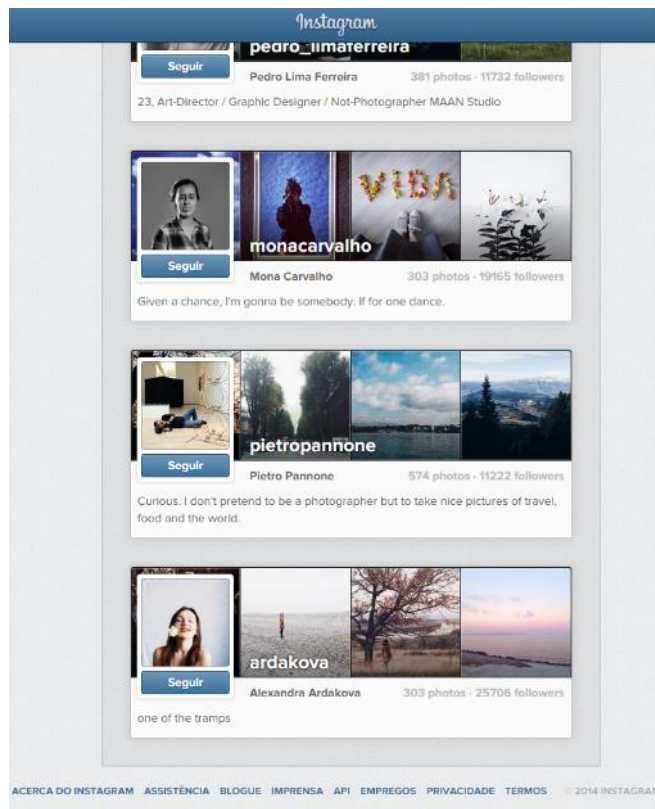 Instagram
pedro_limaferreira
Seguir
Pedro Lima Ferreira 381 photos · 11732 followers
23, Art-Director / Graphic Designer / Not-Photographer MAAN Studio
VIDA
monacarvalho
Seguir
Mona Carvalho 303 photos · 19165 followers
Given a chance, I'm gonna be somebody. If for one dance.
pietropannone
Seguir
Pietro Pannone 574 photos · 11222 followers
Curious. I don't pretend to be a photographer but to take nice pictures of travel,
food and the world.
ardakova
Seguir
Alexandra Ardakova 303 photos · 25706 followers
one of the tramps
ACERCA DO INSTAGRAM ASSISTÊNCIA BLOGUE IMPRENSA API EMPREGOS PRIVACIDADE TERMOS © 2014 INSTAGRAM